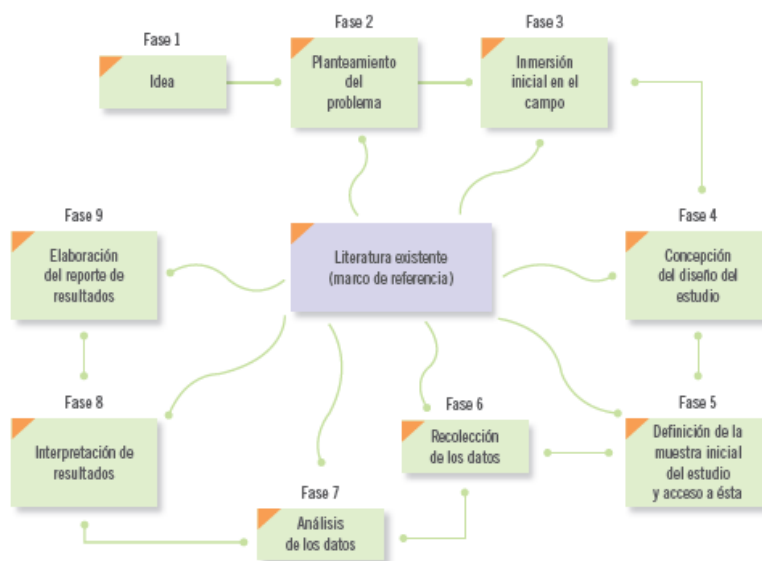 Fase 1
Idea
Fase 2
Planteamiento
del
problema
Fase 3
Inmersión
inicial en el
campo
Fase 4
Concepción
del diseño del
estudio
Fase 5
Definición de la
muestra inicial
del estudio
y acceso a ésta
Fase 6
Recolección
de los datos
Fase 7
Análisis
de los datos
Fase 8
Interpretación de
resultados
Fase 9
Elaboración
del reporte de
resultados
Literatura existente
(marco de referencia)